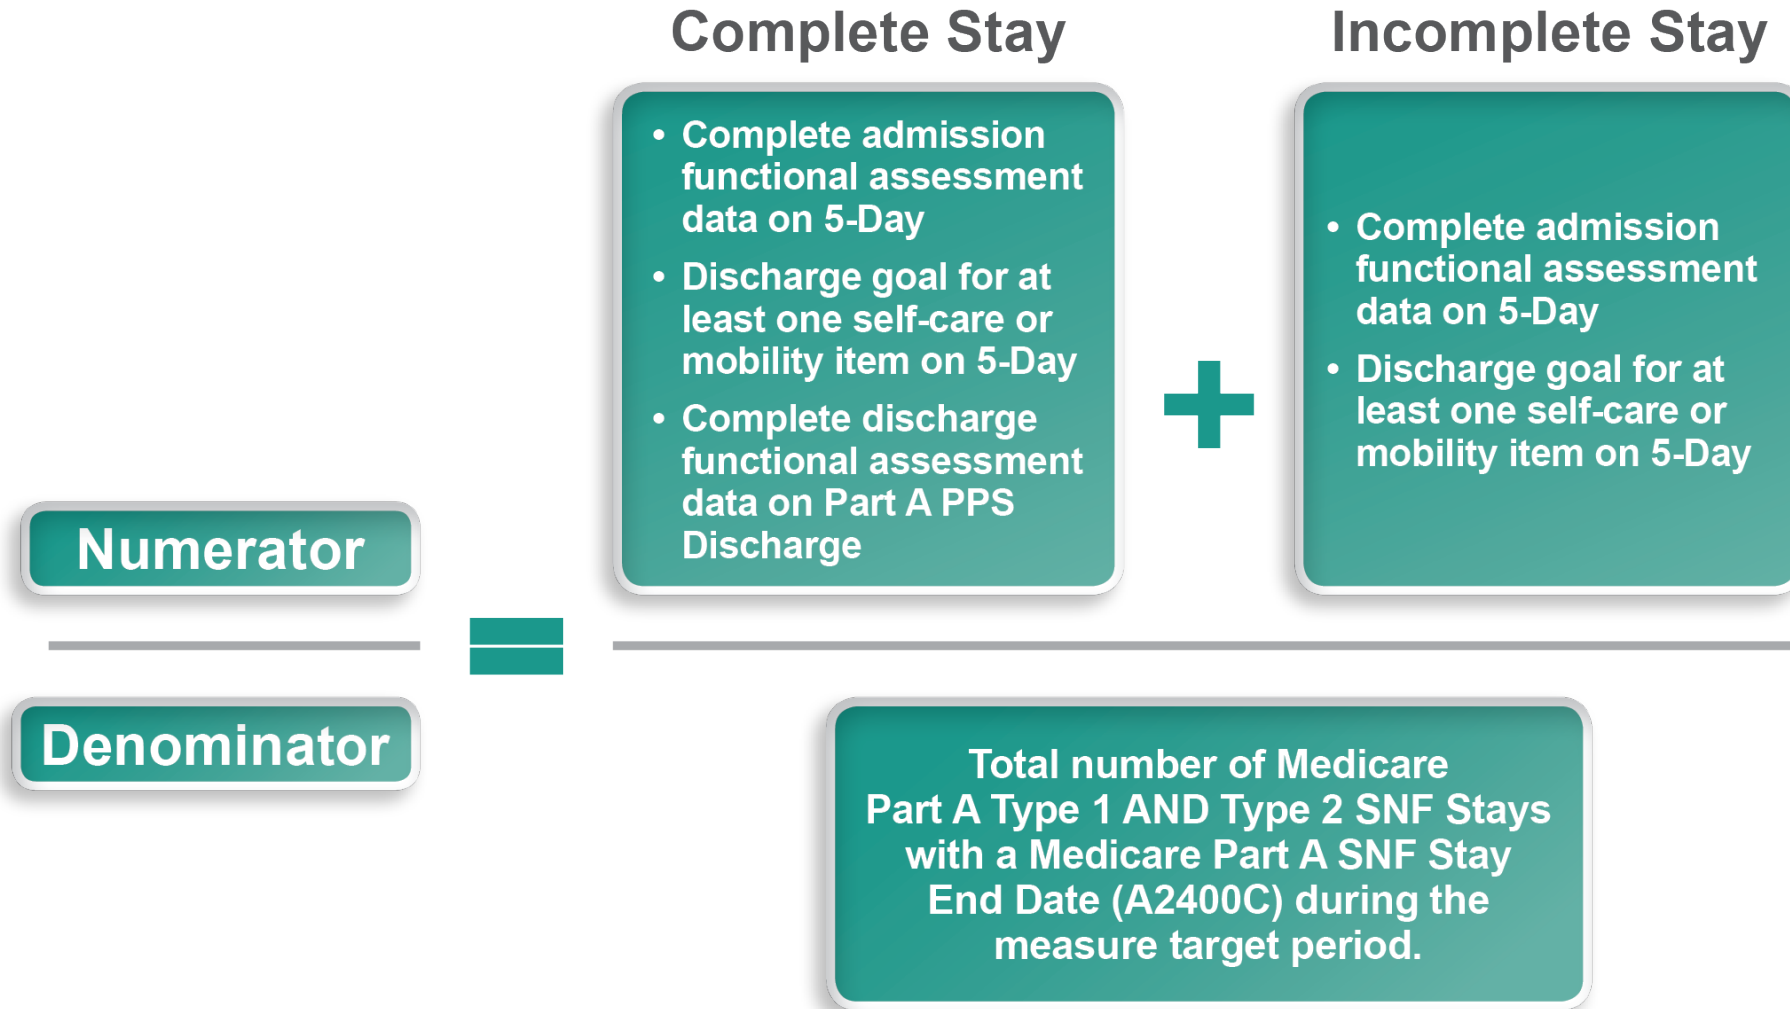 Complete Stay
Incomplete Stay
• Complete admission
functional assessment
data on 5-Day
• Discharge goal for at
least one self-care or
mobility item on 5-Day
• Complete discharge
functional assessment
data on Part A PPS
Discharge
+
• Complete admission
functional assessment
data on 5-Day
• Discharge goal for at
least one self-care or
mobility item on 5-Day
Numerator
=
Denominator
Total number of Medicare
Part A Type 1 AND Type 2 SNF Stays
with a Medicare Part A SNF Stay
End Date (A2400C) during the
measure target period.